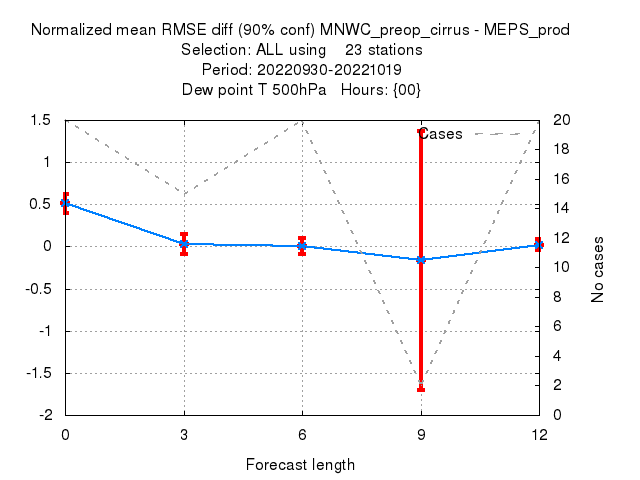 Normalized mean RMSE diff (90% conf) MNWC_preop_cirrus - MEPS_prod
Selection: ALL using 23 stations
Period: 20220930-20221019
Dew point T 500hPa Hours: {00}
Cases
1.5
1
0.5
0
-0.5
-1
-1.5
-2
20
18
16
14
12
10
8
6
4
2
0
No cases
0 3 6 9 12
Forecast length